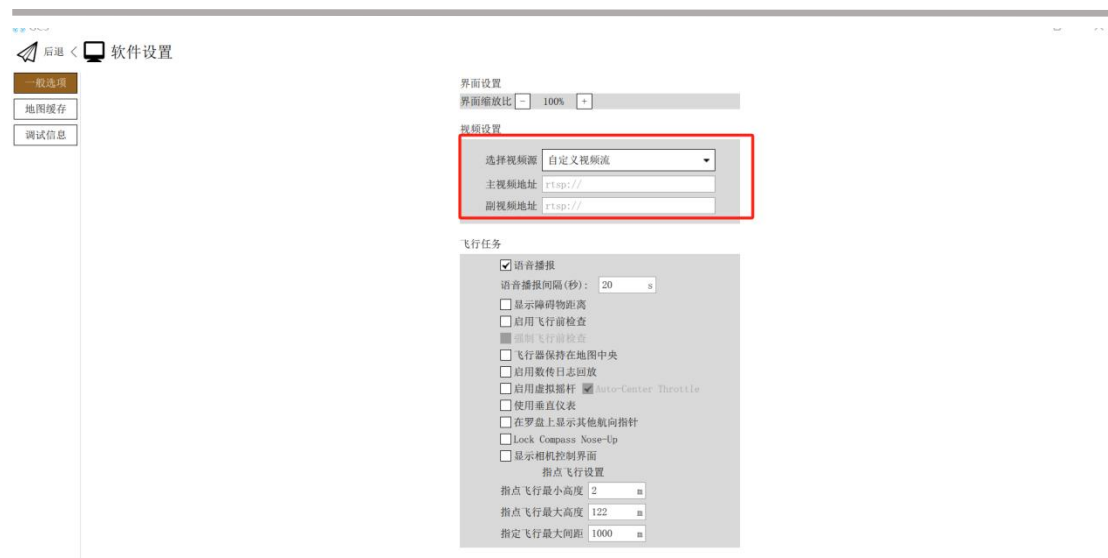 后退 < 软件设置
一般选项
地图缓存
调试信息
界面设置
界面缩放比 - 100% +
视频设置
选择视频源 自定义视频流
主视频地址 rtsp://
副视频地址 rtsp://
飞行任务
语音播报
语音播报间隔(秒): 20 s
显示障碍物距离
启用飞行前检查
强制飞行前检查
飞行器保持在地图中央
启用数传日志回放
启用虚拟摇杆 Auto-Center Throttle
使用垂直仪表
在罗盘上显示其他航向指针
Lock Compass Nose-Up
显示相机控制界面
指点飞行设置
指点飞行最小高度 2 m
指点飞行最大高度 122 m
指定飞行最大间距 1000 m